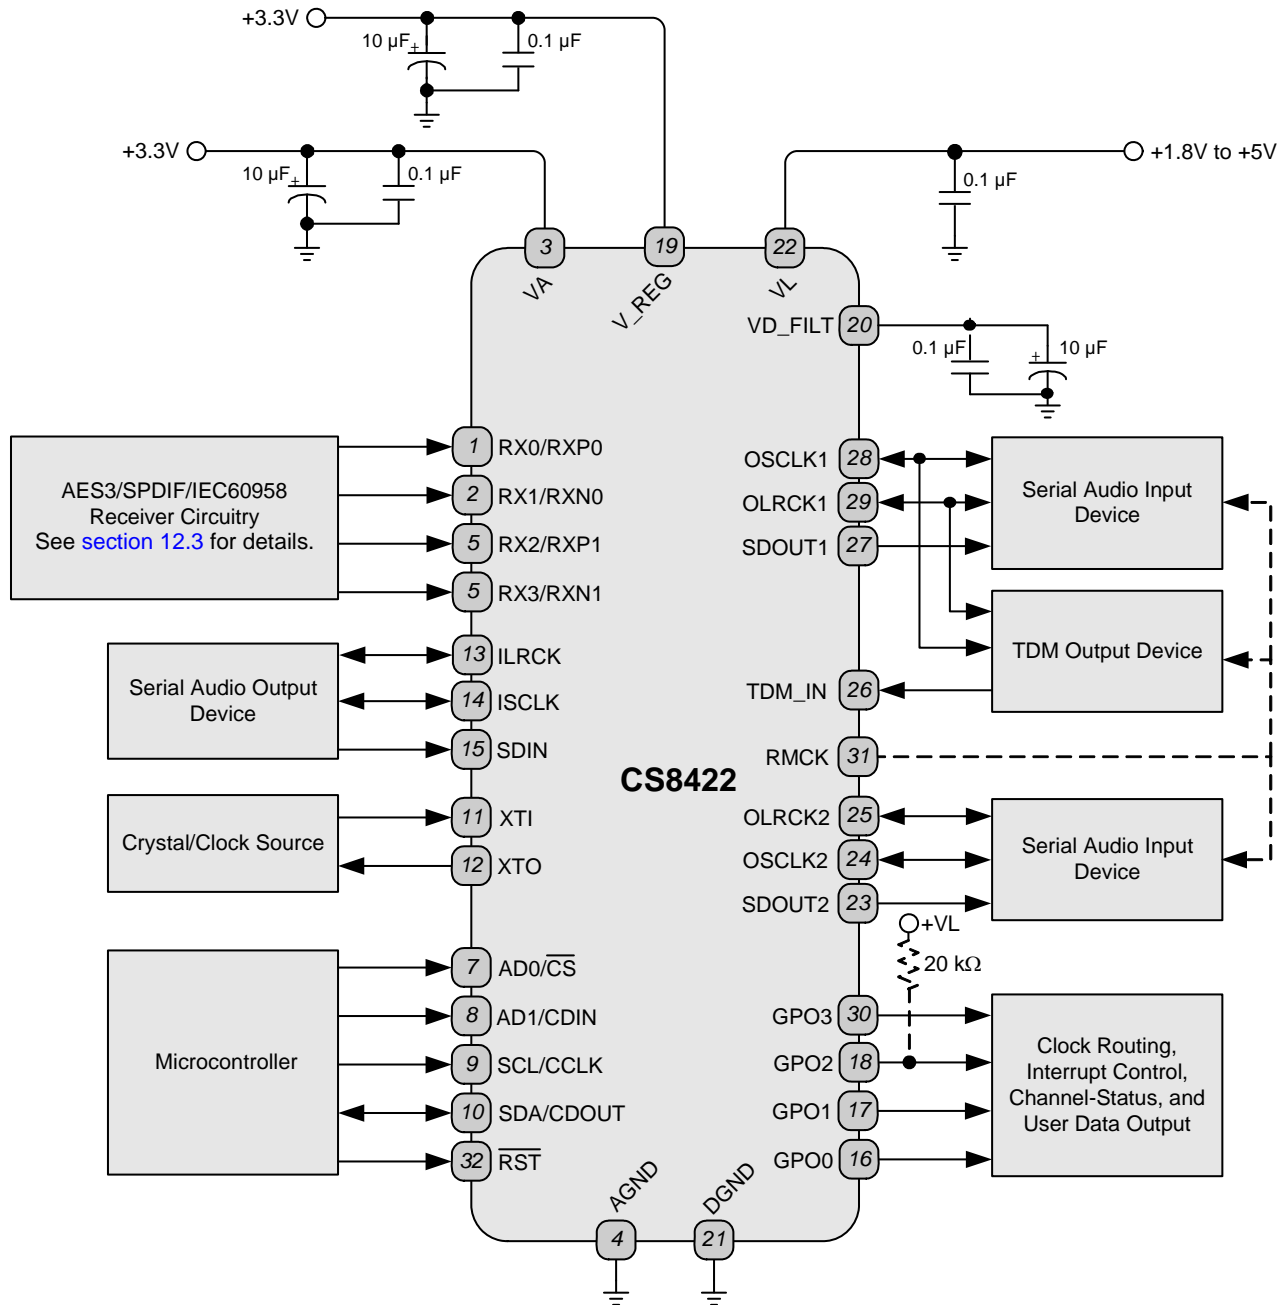 +3.3V
10 µF
+
0.1 µF
+3.3V
10 µF
+
0.1 µF
+1.8V to +5V
0.1 µF
3
19
22
VA
V_REG
VL
VD_FILT
20
0.1 µF
+
10 µF
AES3/SPDIF/IEC60958
Receiver Circuitry
See section 12.3 for details.
1
RX0/RXP0
2
RX1/RXN0
5
RX2/RXP1
5
RX3/RXN1
OSCLK1
28
OLRCK1
29
SDOUT1
27
Serial Audio Input
Device
Serial Audio Output
Device
13
ILRCK
14
ISCLK
15
SDIN
TDM_IN
26
TDM Output Device
RMCK
31
CS8422
Crystal/Clock Source
11
XTI
12
XTO
OLRCK2
25
OSCLK2
24
SDOUT2
23
Serial Audio Input
Device
+VL
20 kΩ
Microcontroller
7
AD0/C̅S̅
8
AD1/CDIN
9
SCL/CCLK
10
SDA/CDOUT
32
R̅S̅T̅
GPO3
30
GPO2
18
GPO1
17
GPO0
16
Clock Routing,
Interrupt Control,
Channel-Status, and
User Data Output
AGND
DGND
4
21